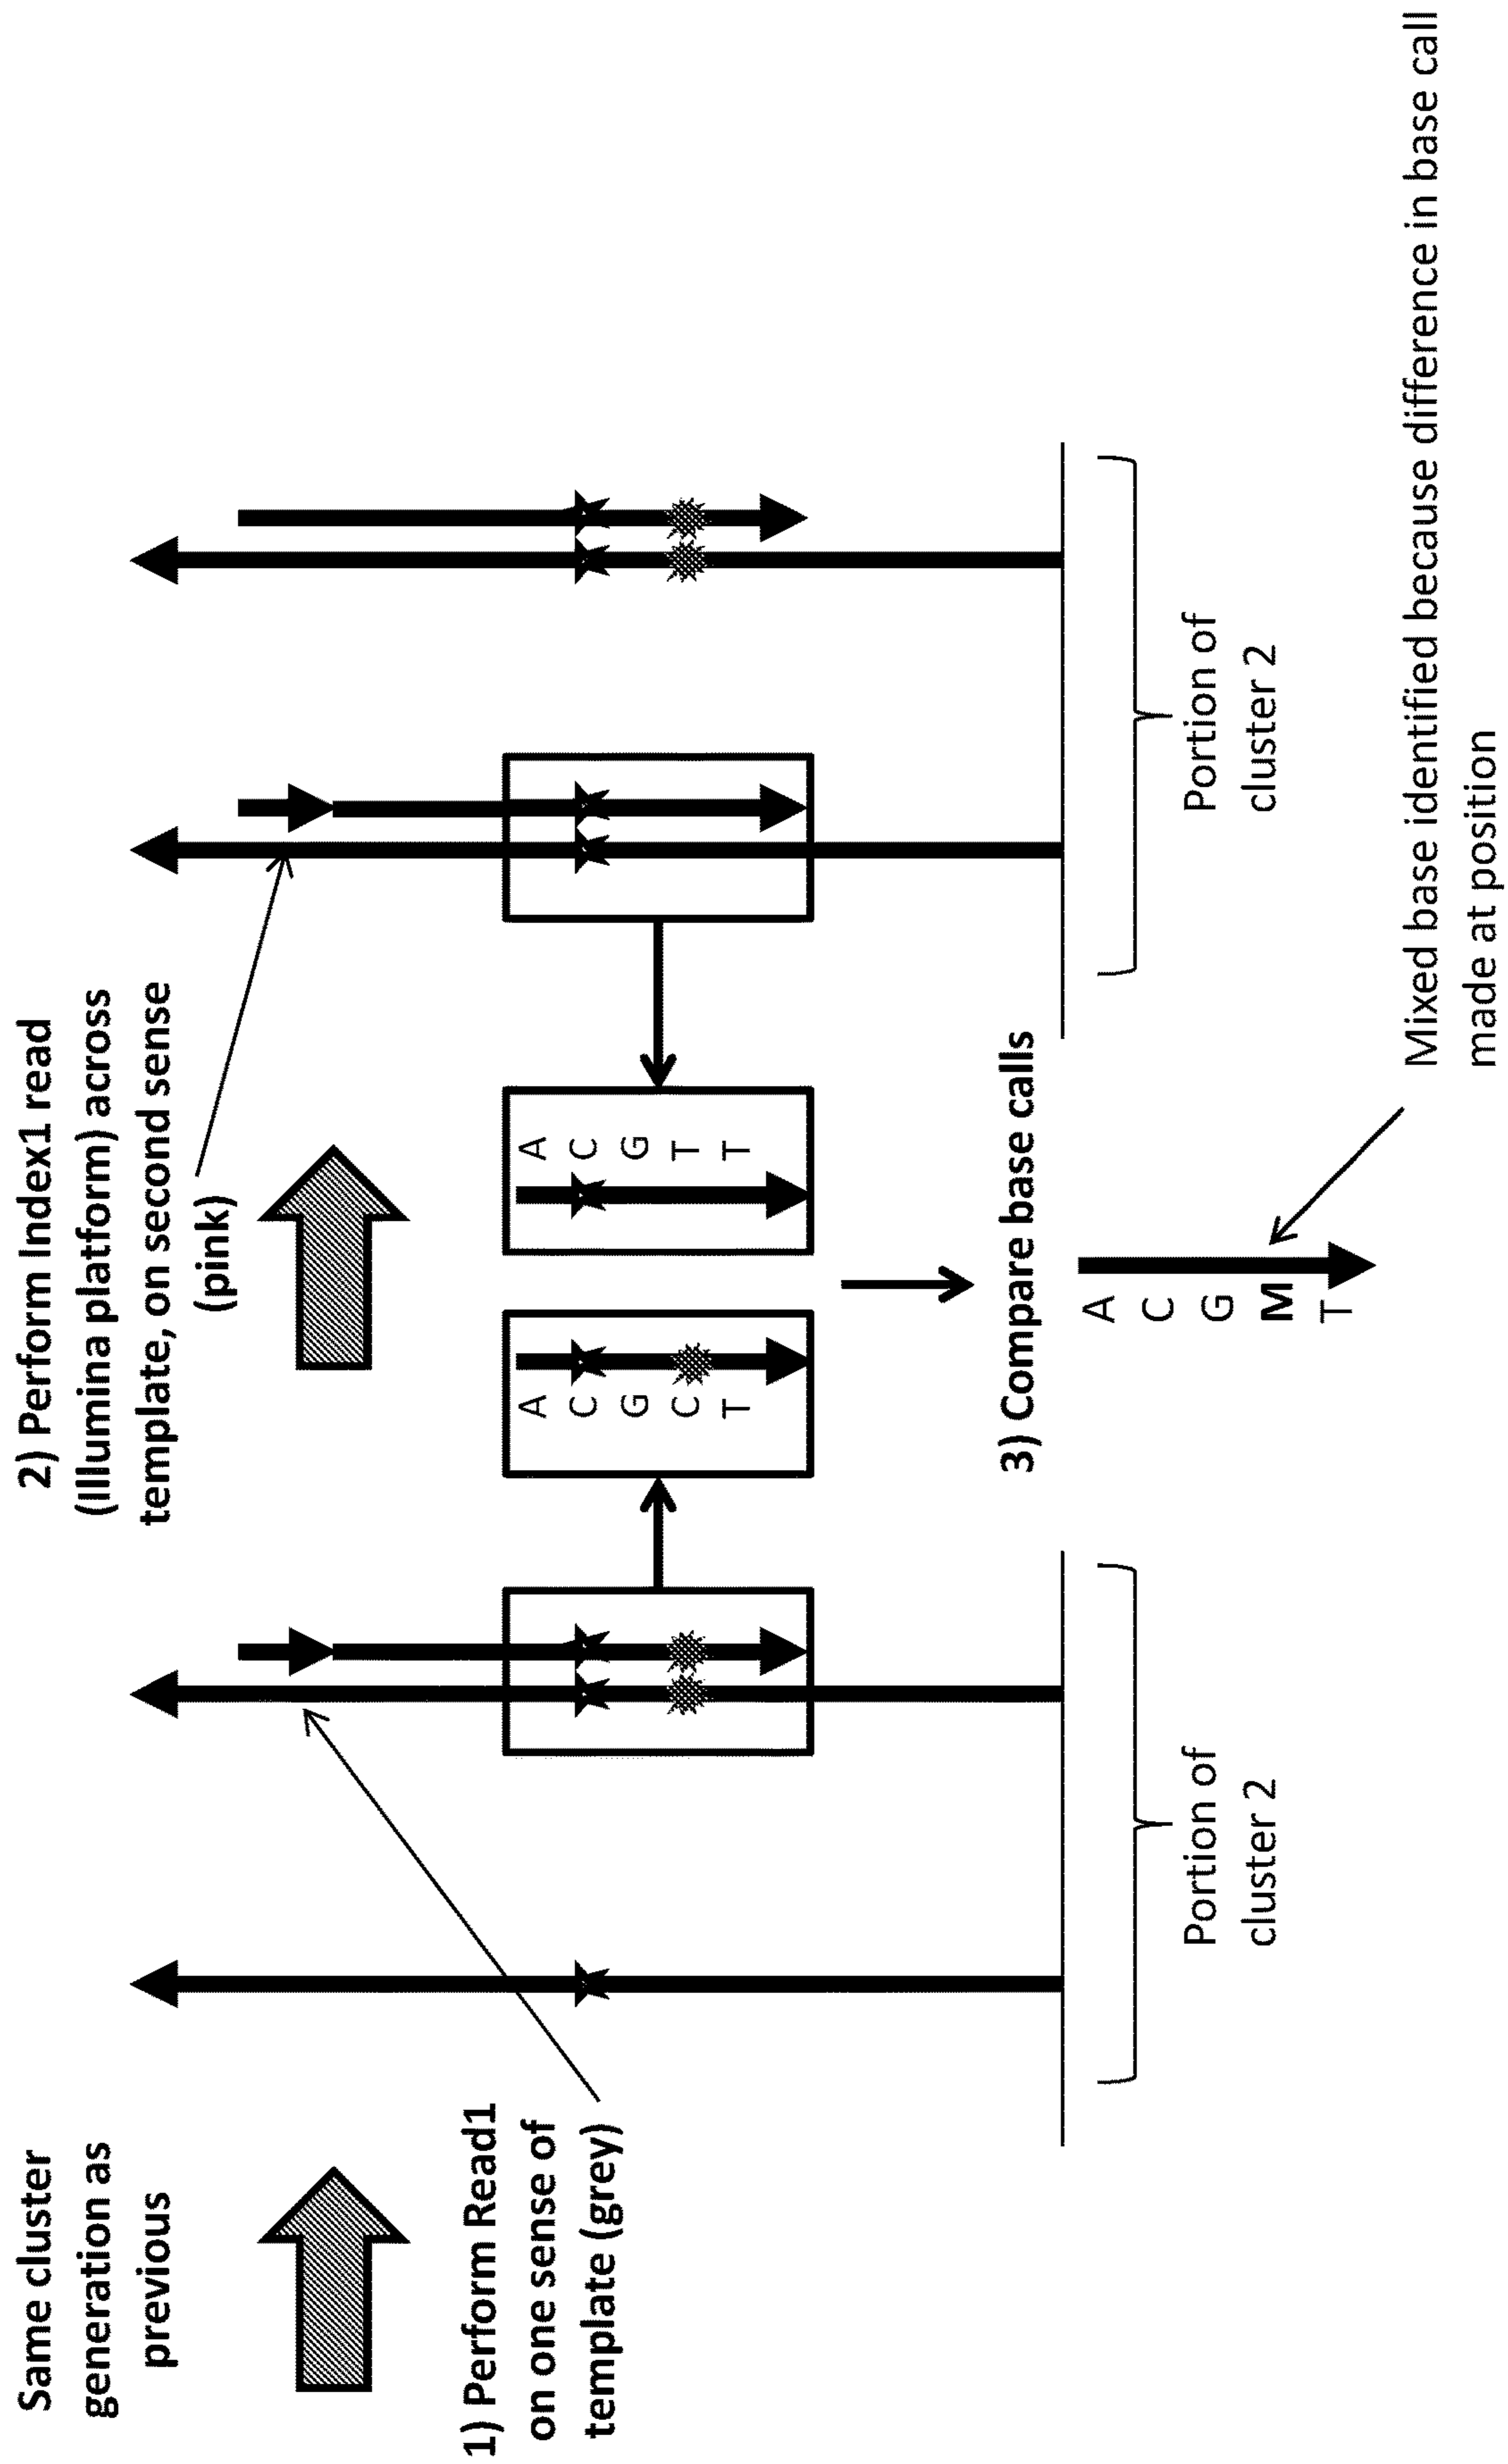 Same cluster
generation as
previous
1) Perform Read1
on one sense of
template (grey)
2) Perform Index1 read
(Illumina platform) across
template, on second sense
(pink)
A
C
G
C
T
A
C
G
T
T
3) Compare base calls
A
C
G
M
T
Portion of
cluster 2
Portion of
cluster 2
Mixed base identified because difference in base call
made at position